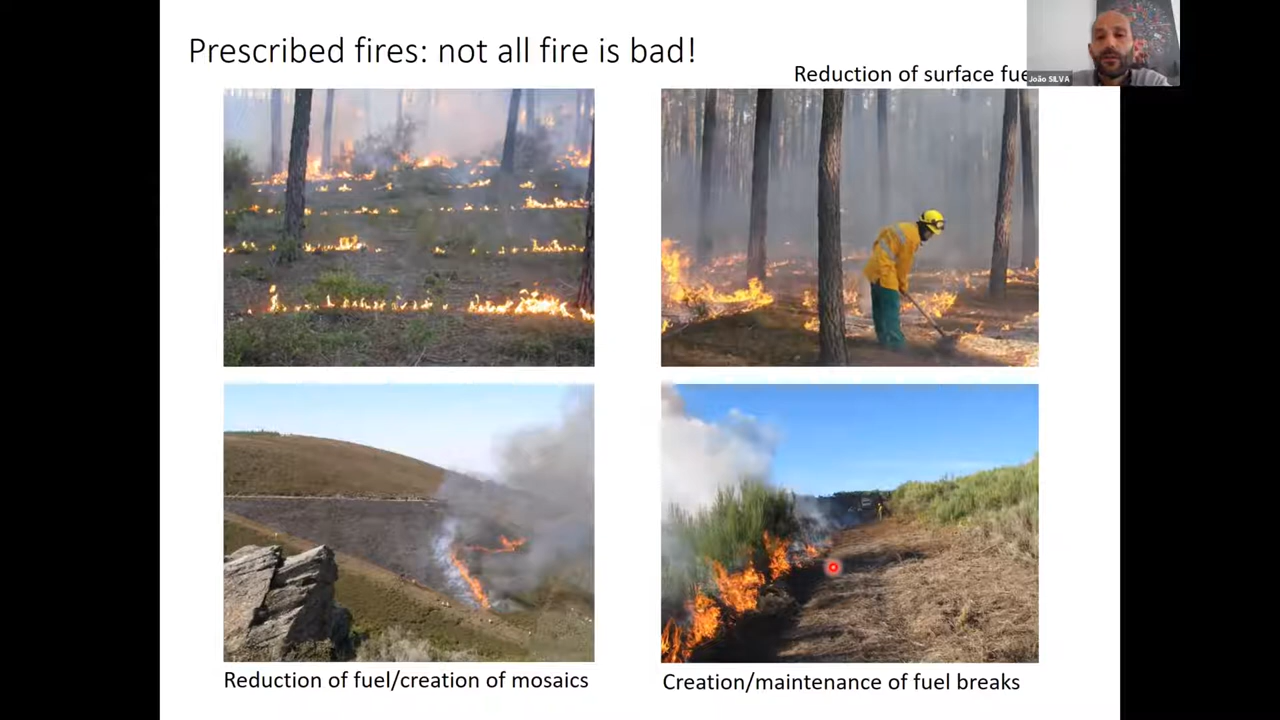 Prescribed fires: not all fire is bad!
Reduction of surface
João SILVA
Reduction of fuel/creation of mosaics
Creation/maintenance of fuel breaks